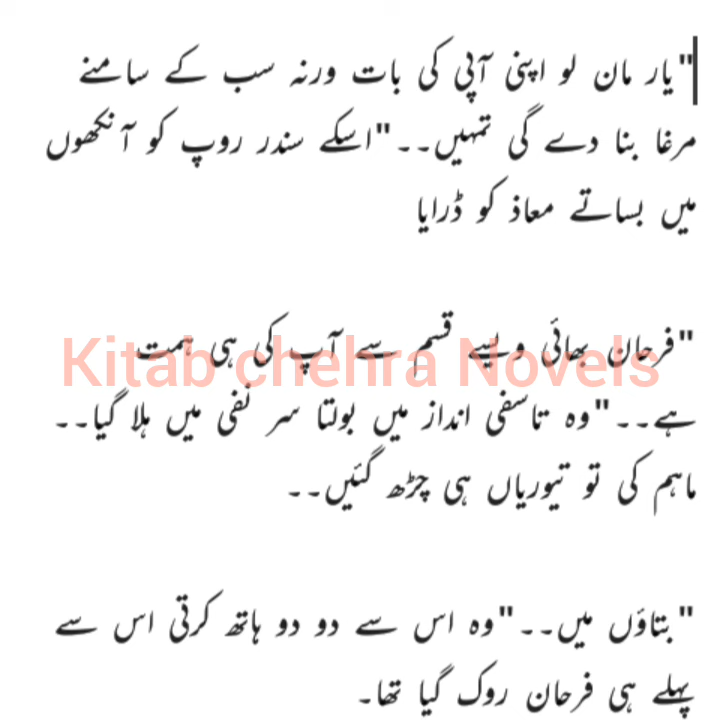 "یار مان لو اپنی آپی کی بات ورنہ سب کے سامنے
مرغا بنا دے گی تمہیں۔۔"اسکے سندر روپ کو آنکھوں
میں بساتے معاذ کو ڈرایا
"فرحان بھائی ویسے قسم سے آپ کی ہی ہمت
Kitab chehra Novels
ہے۔۔"وہ تاسفی انداز میں بولتا سر نفی میں ہلا گیا۔۔
ماہم کی تو تیوریاں ہی چڑھ گئیں۔۔
"بتاؤں میں۔۔"وہ اس سے دو دو ہاتھ کرتی اس سے
پہلے ہی فرحان روک گیا تھا۔